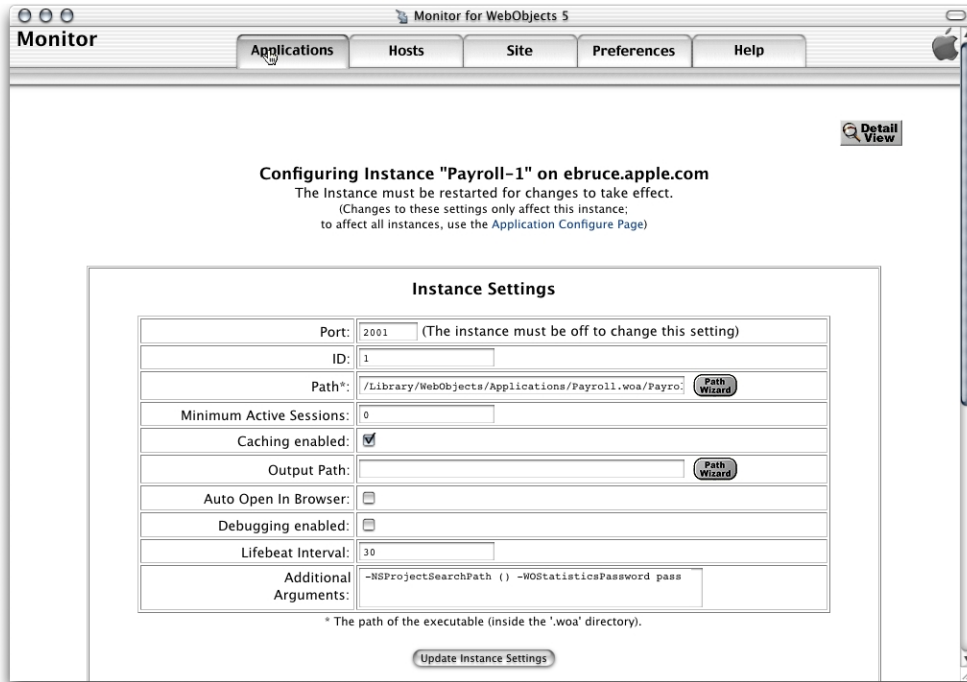 Monitor for WebObjects 5
Monitor
Applications
Hosts
Site
Preferences
Help
Detail View
Configuring Instance "Payroll-1" on ebruce.apple.com
The Instance must be restarted for changes to take effect.
(Changes to these settings only affect this instance;
to affect all instances, use the Application Configure Page)
Instance Settings
Port: 2001 (The instance must be off to change this setting)
ID: 1
Path*: /Library/WebObjects/Applications/Payroll.woa/Payrol Path Wizard
Minimum Active Sessions: 0
Caching enabled:
Output Path: Path Wizard
Auto Open In Browser:
Debugging enabled:
Lifebeat Interval: 30
Additional Arguments: -NSProjectSearchPath () -WOStatisticsPassword pass
* The path of the executable (inside the '.woa' directory).
Update Instance Settings